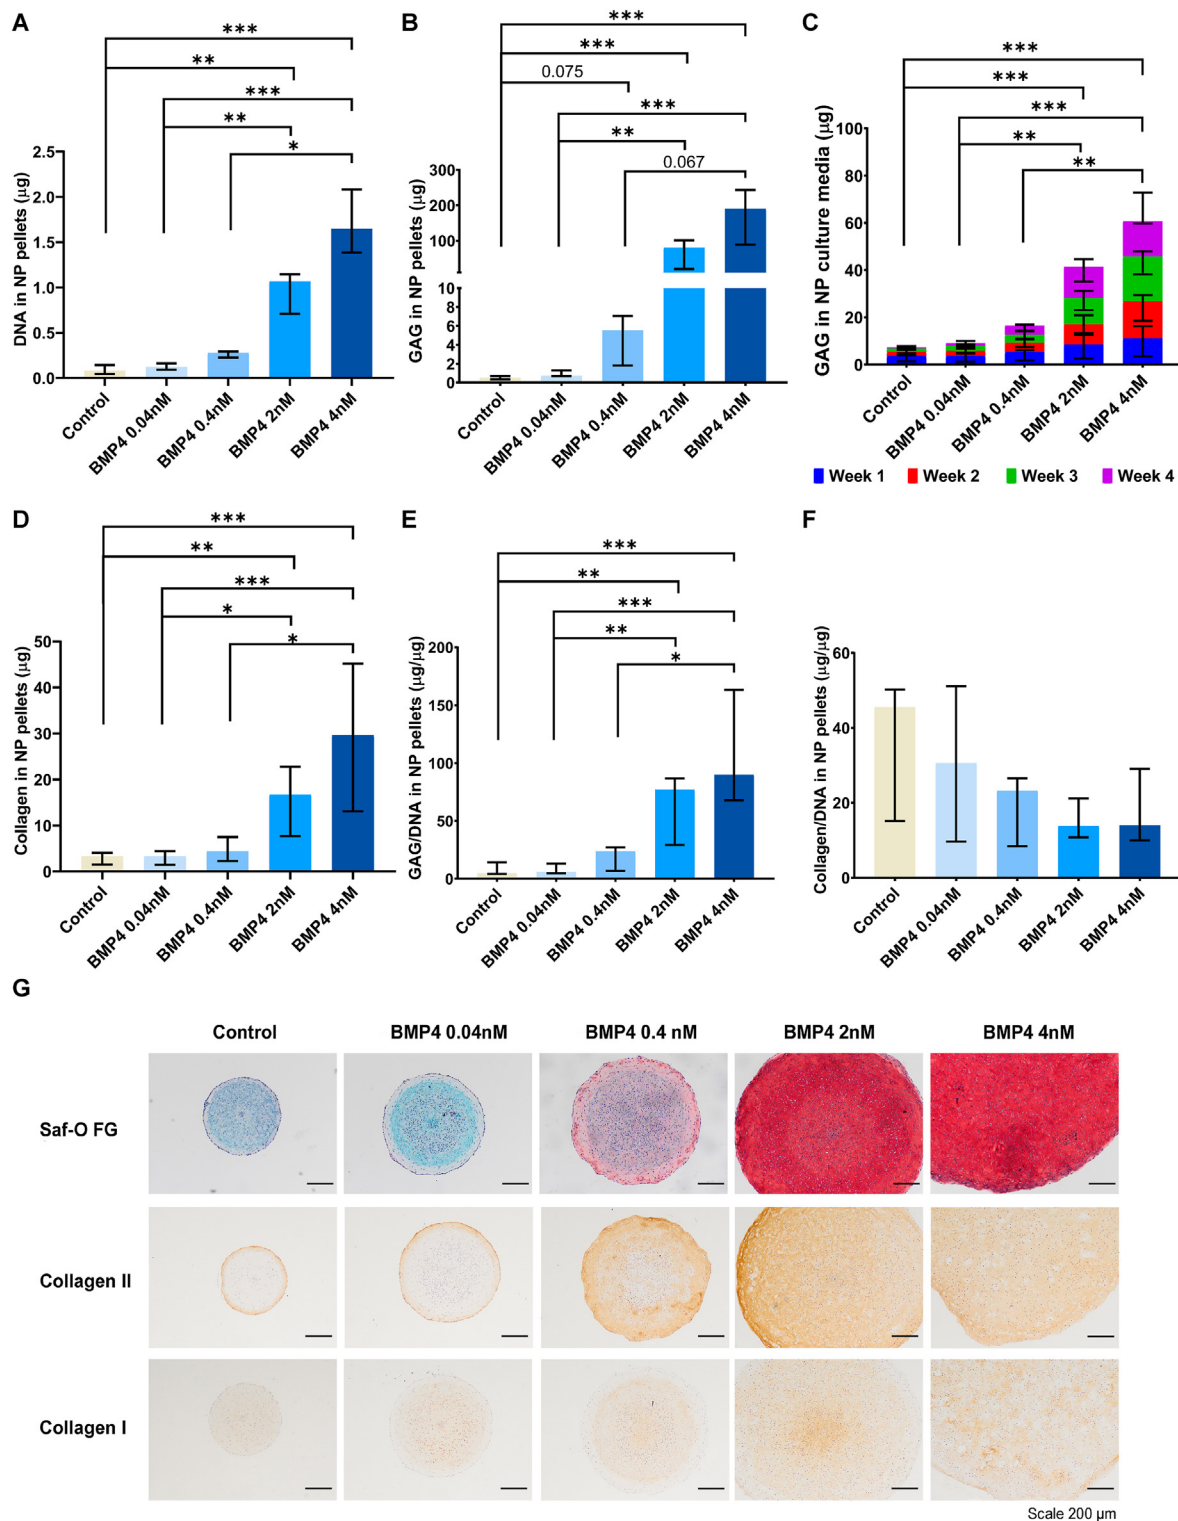 A
***
**
***
**
*
DNA in NP pellets (µg)
2.5
2.0
1.5
1.0
0.5
0.0
Control
BMP4 0.04nM
BMP4 0.4nM
BMP4 2nM
BMP4 4nM
B
***
***
0.075
***
**
0.067
GAG in NP pellets (µg)
300
200
100
10
8
6
4
2
0
Control
BMP4 0.04nM
BMP4 0.4nM
BMP4 2nM
BMP4 4nM
C
***
***
***
**
**
GAG in NP culture media (µg)
100
80
60
40
20
0
Control
BMP4 0.04nM
BMP4 0.4nM
BMP4 2nM
BMP4 4nM
Week 1 Week 2 Week 3 Week 4
D
***
**
***
*
*
Collagen in NP pellets (µg)
50
40
30
20
10
0
Control
BMP4 0.04nM
BMP4 0.4nM
BMP4 2nM
BMP4 4nM
E
***
**
***
**
*
GAG/DNA in NP pellets (µg/µg)
200
150
100
50
0
Control
BMP4 0.04nM
BMP4 0.4nM
BMP4 2nM
BMP4 4nM
F
Collagen/DNA in NP pellets (µg/µg)
60
40
20
0
Control
BMP4 0.04nM
BMP4 0.4nM
BMP4 2nM
BMP4 4nM
G
Control BMP4 0.04nM BMP4 0.4 nM BMP4 2nM BMP4 4nM
Saf-O FG
Collagen II
Collagen I
Scale 200 µm